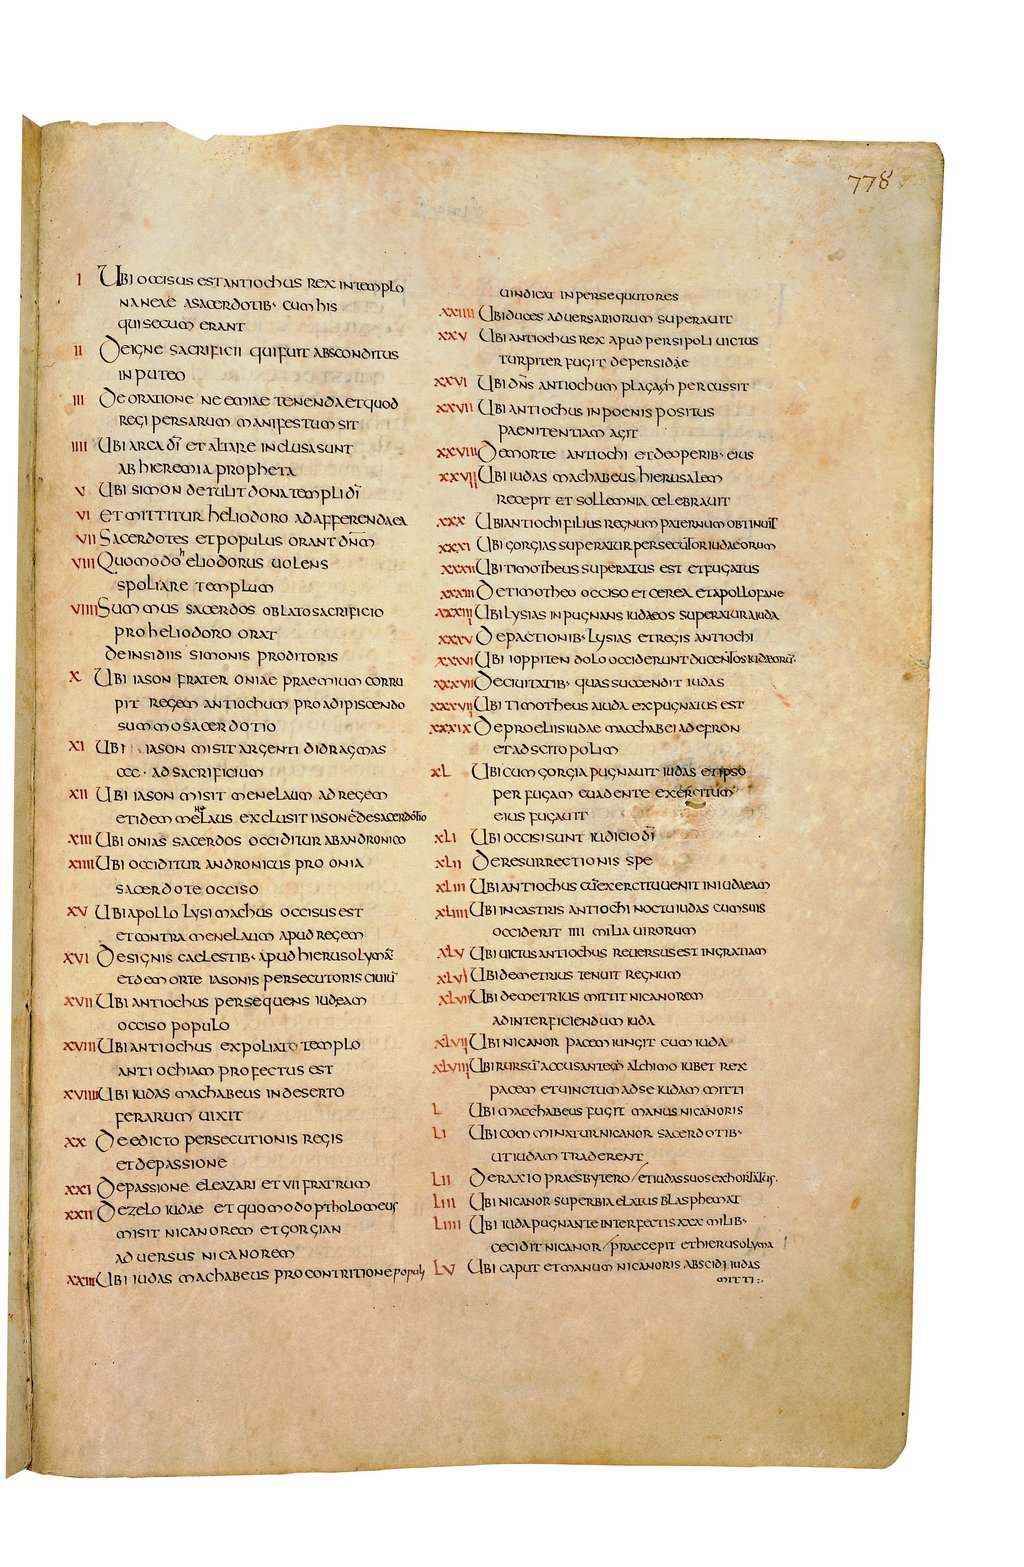 778
I Ubi occisus est antiochus rex in templo
naneae a sacerdotib· cum his
qui secum erant
II De igne sacrificii qui fuit absconditus
in puteo
III De oratione neemiae tenenda et quod
regi persarum manifestum sit
IIII Ubi arca dī et altare inclusa sunt
ab hieremia propheta
V Ubi simon detulit dona templi dī
VI et mittitur heliodoro ad afferenda ea
VII Sacerdotes et populus orant dnm
VIII Quomodo heliodorus uolens
spoliare templum
VIIII Summus sacerdos oblato sacrificio
pro heliodoro orat
de insidiis simonis proditoris
X Ubi iason frater oniae praemium corru
pit regem antiochum pro adipiscendo
summo sacerdotio
XI Ubi iason misit argenti didragmas
ccc· ad sacrificium
XII Ubi iason misit menelaum ad regem
et idem menelaus exclusit iasonē de sacerdotio
XIII Ubi onias sacerdos occiditur ab andronico
XIIII Ubi occiditur andronicus pro onia
sacerdote occiso
XV Ubi apollo lysimachus occisus est
et contra menelaum apud regem
XVI De signis caelestib· apud hierusolymā
et de morte iasonis persecutoris ciuiū
XVII Ubi antiochus persequens iudeam
occiso populo
XVIII Ubi antiochus expoliato templo
antiochiam profectus est
XVIIII Ubi iudas machabeus in deserto
ferarum uixit
XX De edicto persecutionis regis
et de passione
XXI De passione eleazari et VII fratrum
XXII De zelo iudae et quomodo ptholomeus
misit nicanorem et gorgian
aduersus nicanorem
XXIII Ubi iudas machabeus pro contritione populi
uindicat in persequutores
XXIIII Ubi duces aduersariorum superauit
XXV Ubi antiochus rex apud persipoli uictus
turpiter fugit de persidae
XXVI Ubi dns antiochum plagam percussit
XXVII Ubi antiochus in poenis positus
paenitentiam agit
XXVIII De morte antiochi et de operib· eius
XXVIIII Ubi iudas machabeus hierusalem
recepit et sollemnia celebrauit
XXX Ubi antiochi filius regnum paternum obtinuit
XXXI Ubi gorgias superatur persecutor iudaeorum
XXXII Ubi timotheus superatus est et fugatus
XXXIII De timotheo occiso et cerea et apollofane
XXXIIII Ubi lysias inpugnans iudaeos superatur a iuda
XXXV De pactionib· lysias et regis antiochi
XXXVI Ubi ioppiten dolo occiderunt ducentos iudaeorū·
XXXVII De ciuitatib· quas succendit iudas
XXXVIII Ubi timotheus a iuda expugnatus est
XXXIX De proeliis iudae macchabei ad efron
et ad scitopolim
XL Ubi cum gorgia pugnauit iudas et ipso
per fugam euadente exercitum
eius fugauit
XLI Ubi occisi sunt iudicio dī
XLII De resurrectionis spe
XLIII Ubi antiochus cū exercitu uenit in iudaeam
XLIIII Ubi in castris antiochi noctu iudas cum suis
occiderit IIII milia uirorum
XLV Ubi uictus antiochus reuersus est in gratiam
XLVI Ubi demetrius tenuit regnum
XLVII Ubi demetrius mittit nicanorem
ad interficiendum iuda
XLVIII Ubi nicanor pacem iungit cum iuda
XLVIIII Ubi rursū accusantem alchimo iubet rex
pacem et uinctum ad se iudam mitti
L Ubi macchabeus fugit manus nicanoris
LI Ubi comminatur nicanor sacerdotib·
ut iudam traderent
LII De raxio praesbytero / et iudas suos exhortatus·
LIII Ubi nicanor superbia elatus blasphemat
LIIII Ubi iuda pugnante interfectis XXX milib·
cecidit nicanor / praecepit et hierusolyma
LV Ubi caput et manum nicanoris abscidi iudas
mitti:·